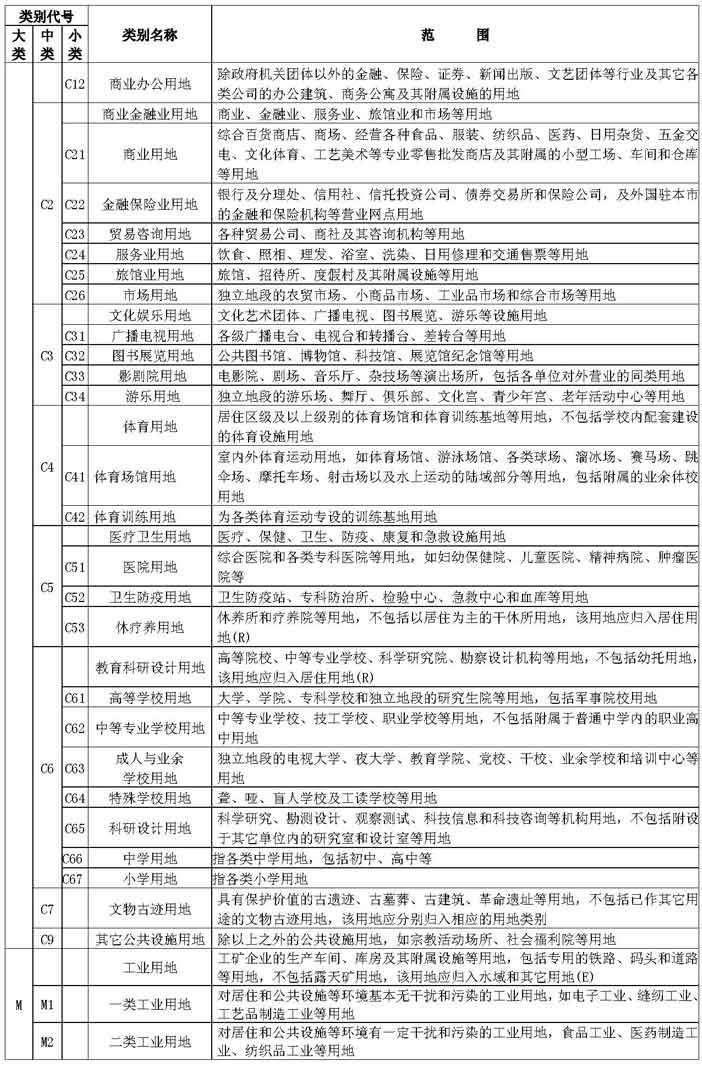 类别代号
大类 中类 小类 类别名称 范 围
C12 商业办公用地 除政府机关团体以外的金融、保险、证券、新闻出版、文艺团体等行业及其它各
类公司的办公建筑、商务公寓及其附属设施的用地
C2 商业金融业用地 商业、金融业、服务业、旅馆业和市场等用地
C21 商业用地 综合百货商店、商场、经营各种食品、服装、纺织品、医药、日用杂货、五金交
电、文化体育、工艺美术等专业零售批发商店及其附属的小型工场、车间和仓库
等用地
C22 金融保险业用地 银行及分理处、信用社、信托投资公司、债券交易所和保险公司，及外国驻本市
的金融和保险机构等营业网点用地
C23 贸易咨询用地 各种贸易公司、商社及其咨询机构等用地
C24 服务业用地 饮食、照相、理发、浴室、洗染、日用修理和交通售票等用地
C25 旅馆业用地 旅馆、招待所、度假村及其附属设施等用地
C26 市场用地 独立地段的农贸市场、小商品市场、工业品市场和综合市场等用地
C3 文化娱乐用地 文化艺术团体、广播电视、图书展览、游乐等设施用地
C31 广播电视用地 各级广播电台、电视台和转播台、差转台等用地
C32 图书展览用地 公共图书馆、博物馆、科技馆、展览馆纪念馆等用地
C33 影剧院用地 电影院、剧场、音乐厅、杂技场等演出场所，包括各单位对外营业的同类用地
C34 游乐用地 独立地段的游乐场、舞厅、俱乐部、文化宫、青少年宫、老年活动中心等用地
C4 体育用地 居住区级及以上级别的体育场馆和体育训练基地等用地，不包括学校内配套建设
的体育设施用地
C41 体育场馆用地 室内外体育运动用地，如体育场馆、游泳场馆、各类球场、溜冰场、赛马场、跳
伞场、摩托车场、射击场以及水上运动的陆域部分等用地，包括附属的业余体校
用地
C42 体育训练用地 为各类体育运动专设的训练基地用地
C5 医疗卫生用地 医疗、保健、卫生、防疫、康复和急救设施用地
C51 医院用地 综合医院和各类专科医院等用地，如妇幼保健院、儿童医院、精神病院、肿瘤医
院等
C52 卫生防疫用地 卫生防疫站、专科防治所、检验中心、急救中心和血库等用地
C53 休疗养用地 休养所和疗养院等用地，不包括以居住为主的干休所用地，该用地应归入居住用
地(R)
C6 教育科研设计用地 高等院校、中等专业学校、科学研究院、勘察设计机构等用地，不包括幼托用地，
该用地应归入居住用地(R)
C61 高等学校用地 大学、学院、专科学校和独立地段的研究生院等用地，包括军事院校用地
C62 中等专业学校用地 中等专业学校、技工学校、职业学校等用地，不包括附属于普通中学内的职业高
中用地
C63 成人与业余
学校用地 独立地段的电视大学、夜大学、教育学院、党校、干校、业余学校和培训中心等
用地
C64 特殊学校用地 聋、哑、盲人学校及工读学校等用地
C65 科研设计用地 科学研究、勘测设计、观察测试、科技信息和科技咨询等机构用地，不包括附设
于其它单位内的研究室和设计室等用地
C66 中学用地 指各类中学用地，包括初中、高中等
C67 小学用地 指各类小学用地
C7 文物古迹用地 具有保护价值的古遗迹、古墓葬、古建筑、革命遗址等用地，不包括已作其它用
途的文物古迹用地，该用地应分别归入相应的用地类别
C9 其它公共设施用地 除以上之外的公共设施用地，如宗教活动场所、社会福利院等用地
M 工业用地 工矿企业的生产车间、库房及其附属设施等用地，包括专用的铁路、码头和道路
等用地，不包括露天矿用地，该用地应归入水域和其它用地(E)
M1 一类工业用地 对居住和公共设施等环境基本无干扰和污染的工业用地，如电子工业、缝纫工业、
工艺品制造工业等用地
M2 二类工业用地 对居住和公共设施等环境有一定干扰和污染的工业用地，食品工业、医药制造工
业、纺织品工业等用地